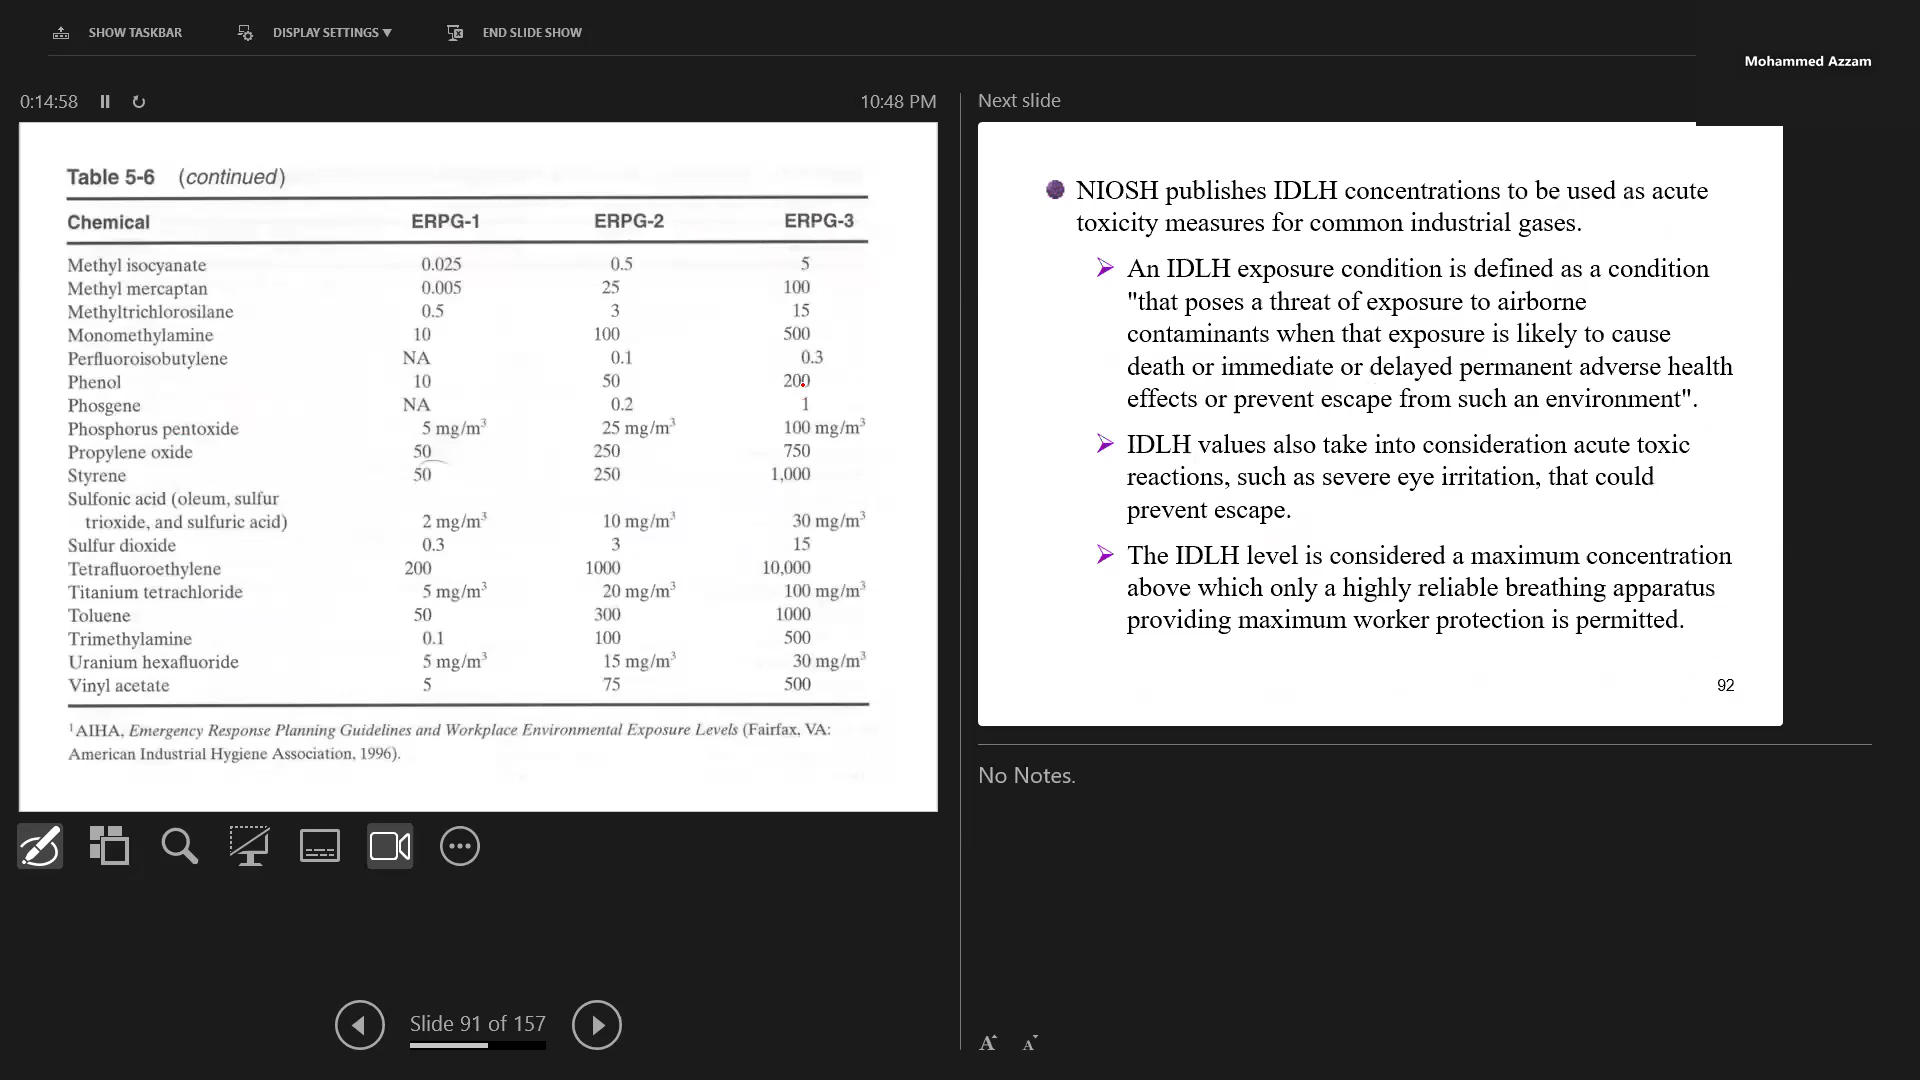 SHOW TASKBAR DISPLAY SETTINGS ▼ END SLIDE SHOW
Mohammed Azzam
0:14:58 10:48 PM
Table 5-6 (continued)
Chemical ERPG-1 ERPG-2 ERPG-3
Methyl isocyanate 0.025 0.5 5
Methyl mercaptan 0.005 25 100
Methyltrichlorosilane 0.5 3 15
Monomethylamine 10 100 500
Perfluoroisobutylene NA 0.1 0.3
Phenol 10 50 200
Phosgene NA 0.2 1
Phosphorus pentoxide 5 mg/m³ 25 mg/m³ 100 mg/m³
Propylene oxide 50 250 750
Styrene 50 250 1,000
Sulfonic acid (oleum, sulfur
trioxide, and sulfuric acid) 2 mg/m³ 10 mg/m³ 30 mg/m³
Sulfur dioxide 0.3 3 15
Tetrafluoroethylene 200 1000 10,000
Titanium tetrachloride 5 mg/m³ 20 mg/m³ 100 mg/m³
Toluene 50 300 1000
Trimethylamine 0.1 100 500
Uranium hexafluoride 5 mg/m³ 15 mg/m³ 30 mg/m³
Vinyl acetate 5 75 500
¹AIHA, Emergency Response Planning Guidelines and Workplace Environmental Exposure Levels (Fairfax, VA:
American Industrial Hygiene Association, 1996).
Slide 91 of 157
Next slide
NIOSH publishes IDLH concentrations to be used as acute
toxicity measures for common industrial gases.
An IDLH exposure condition is defined as a condition
"that poses a threat of exposure to airborne
contaminants when that exposure is likely to cause
death or immediate or delayed permanent adverse health
effects or prevent escape from such an environment".
IDLH values also take into consideration acute toxic
reactions, such as severe eye irritation, that could
prevent escape.
The IDLH level is considered a maximum concentration
above which only a highly reliable breathing apparatus
providing maximum worker protection is permitted.
92
No Notes.
A A